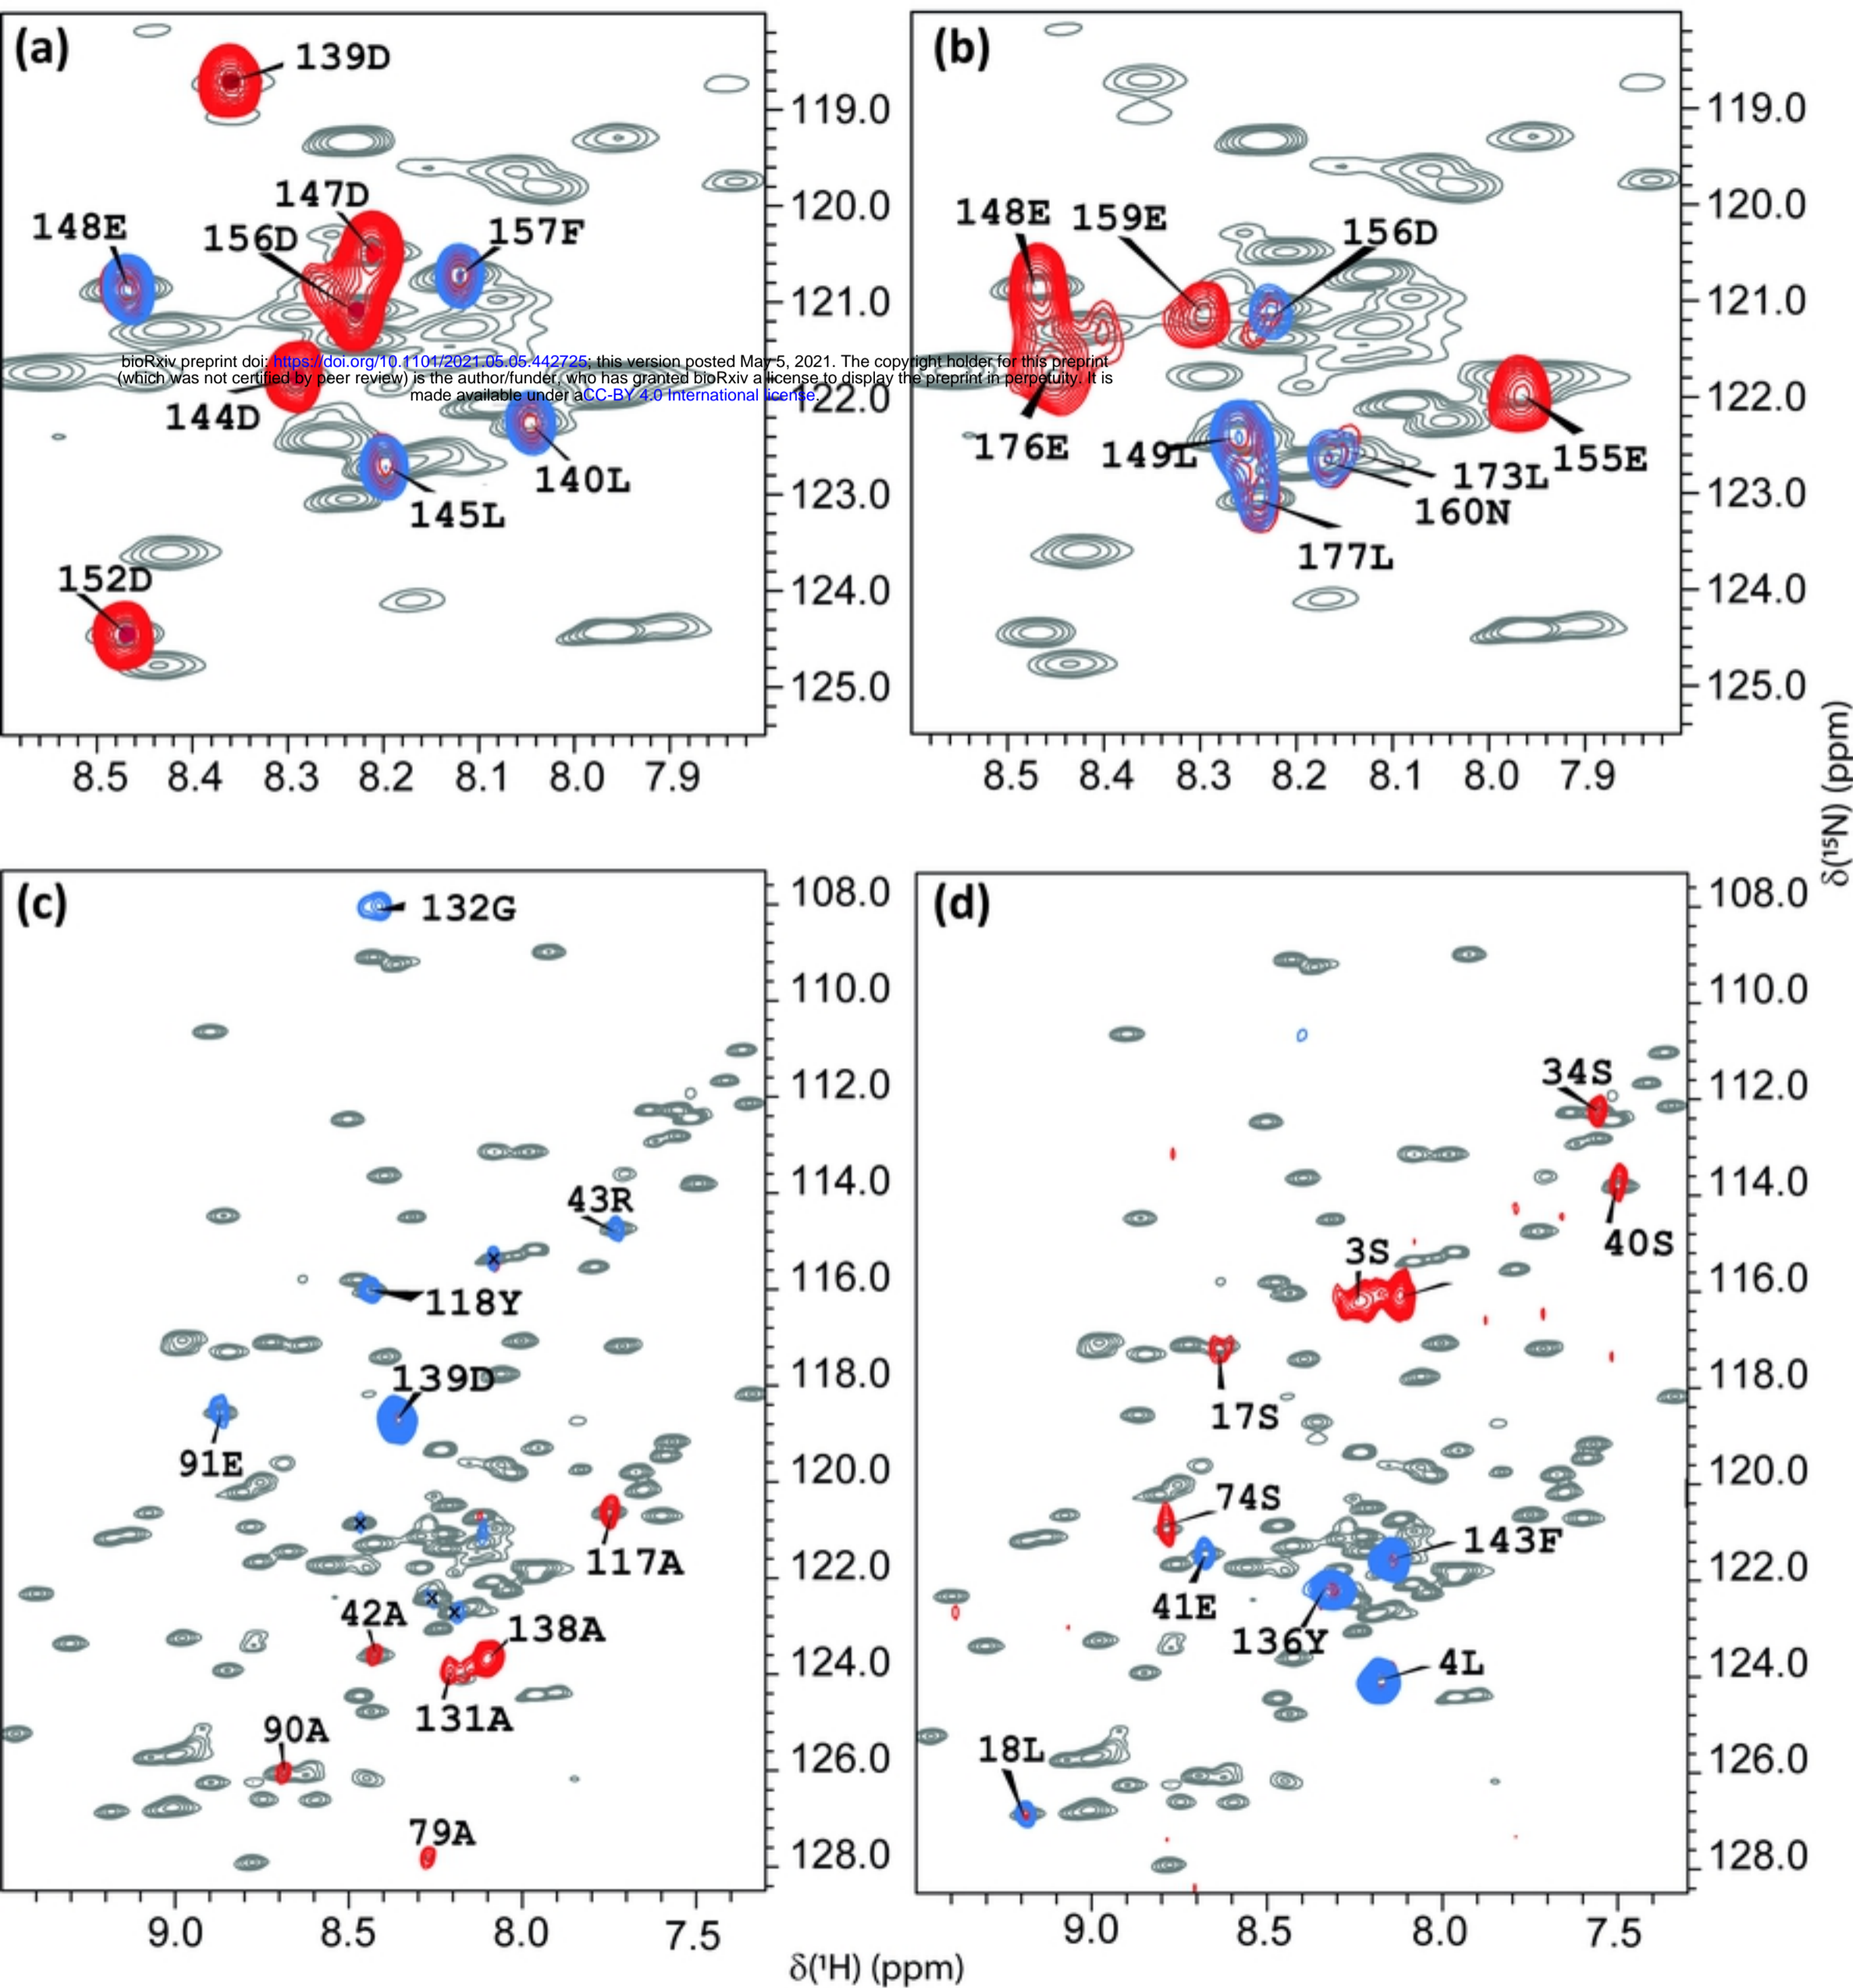 (a)
139D
119.0
147D
120.0
148E
156D
157F
121.0
bioRxiv preprint doi: https://doi.org/10.1101/2021.05.05.442725; this version posted May 5, 2021. The copyright holder for this preprint
(which was not certified by peer review) is the author/funder, who has granted bioRxiv a license to display the preprint in perpetuity. It is
made available under aCC-BY 4.0 International license.
122.0
144D
140L
123.0
145L
152D
124.0
125.0
8.5 8.4 8.3 8.2 8.1 8.0 7.9
(b)
119.0
148E 159E
120.0
156D
121.0
122.0
176E
149L
173L
155E
160N
123.0
177L
124.0
125.0
8.5 8.4 8.3 8.2 8.1 8.0 7.9
δ(15N) (ppm)
(c)
132G
108.0
110.0
112.0
114.0
43R
116.0
118Y
118.0
139D
91E
120.0
x
117A
122.0
x
x
x
42A
138A
124.0
131A
90A
126.0
79A
128.0
9.0 8.5 8.0 7.5
(d)
108.0
110.0
34S
112.0
114.0
40S
3S
116.0
17S
118.0
74S
120.0
143F
122.0
41E
136Y
4L
124.0
18L
126.0
128.0
9.0 8.5 8.0 7.5
δ(1H) (ppm)